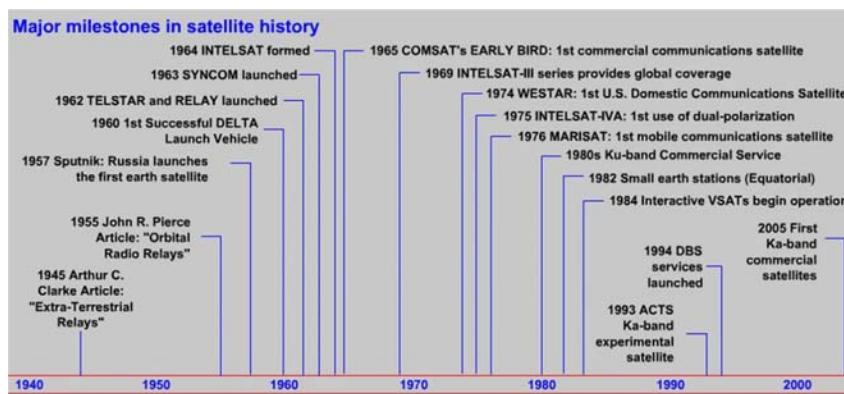 Major milestones in satellite history
1964 INTELSAT formed
1965 COMSAT's EARLY BIRD: 1st commercial communications satellite
1963 SYNCOM launched
1969 INTELSAT-III series provides global coverage
1962 TELSTAR and RELAY launched
1974 WESTAR: 1st U.S. Domestic Communications Satellite
1960 1st Successful DELTA
Launch Vehicle
1975 INTELSAT-IVA: 1st use of dual-polarization
1976 MARISAT: 1st mobile communications satellite
1957 Sputnik: Russia launches
the first earth satellite
1980s Ku-band Commercial Service
1982 Small earth stations (Equatorial)
1984 Interactive VSATs begin operation
1955 John R. Pierce
Article: "Orbital
Radio Relays"
2005 First
Ka-band
commercial
satellites
1994 DBS
services
launched
1945 Arthur C.
Clarke Article:
"Extra-Terrestrial
Relays"
1993 ACTS
Ka-band
experimental
satellite
1940 1950 1960 1970 1980 1990 2000